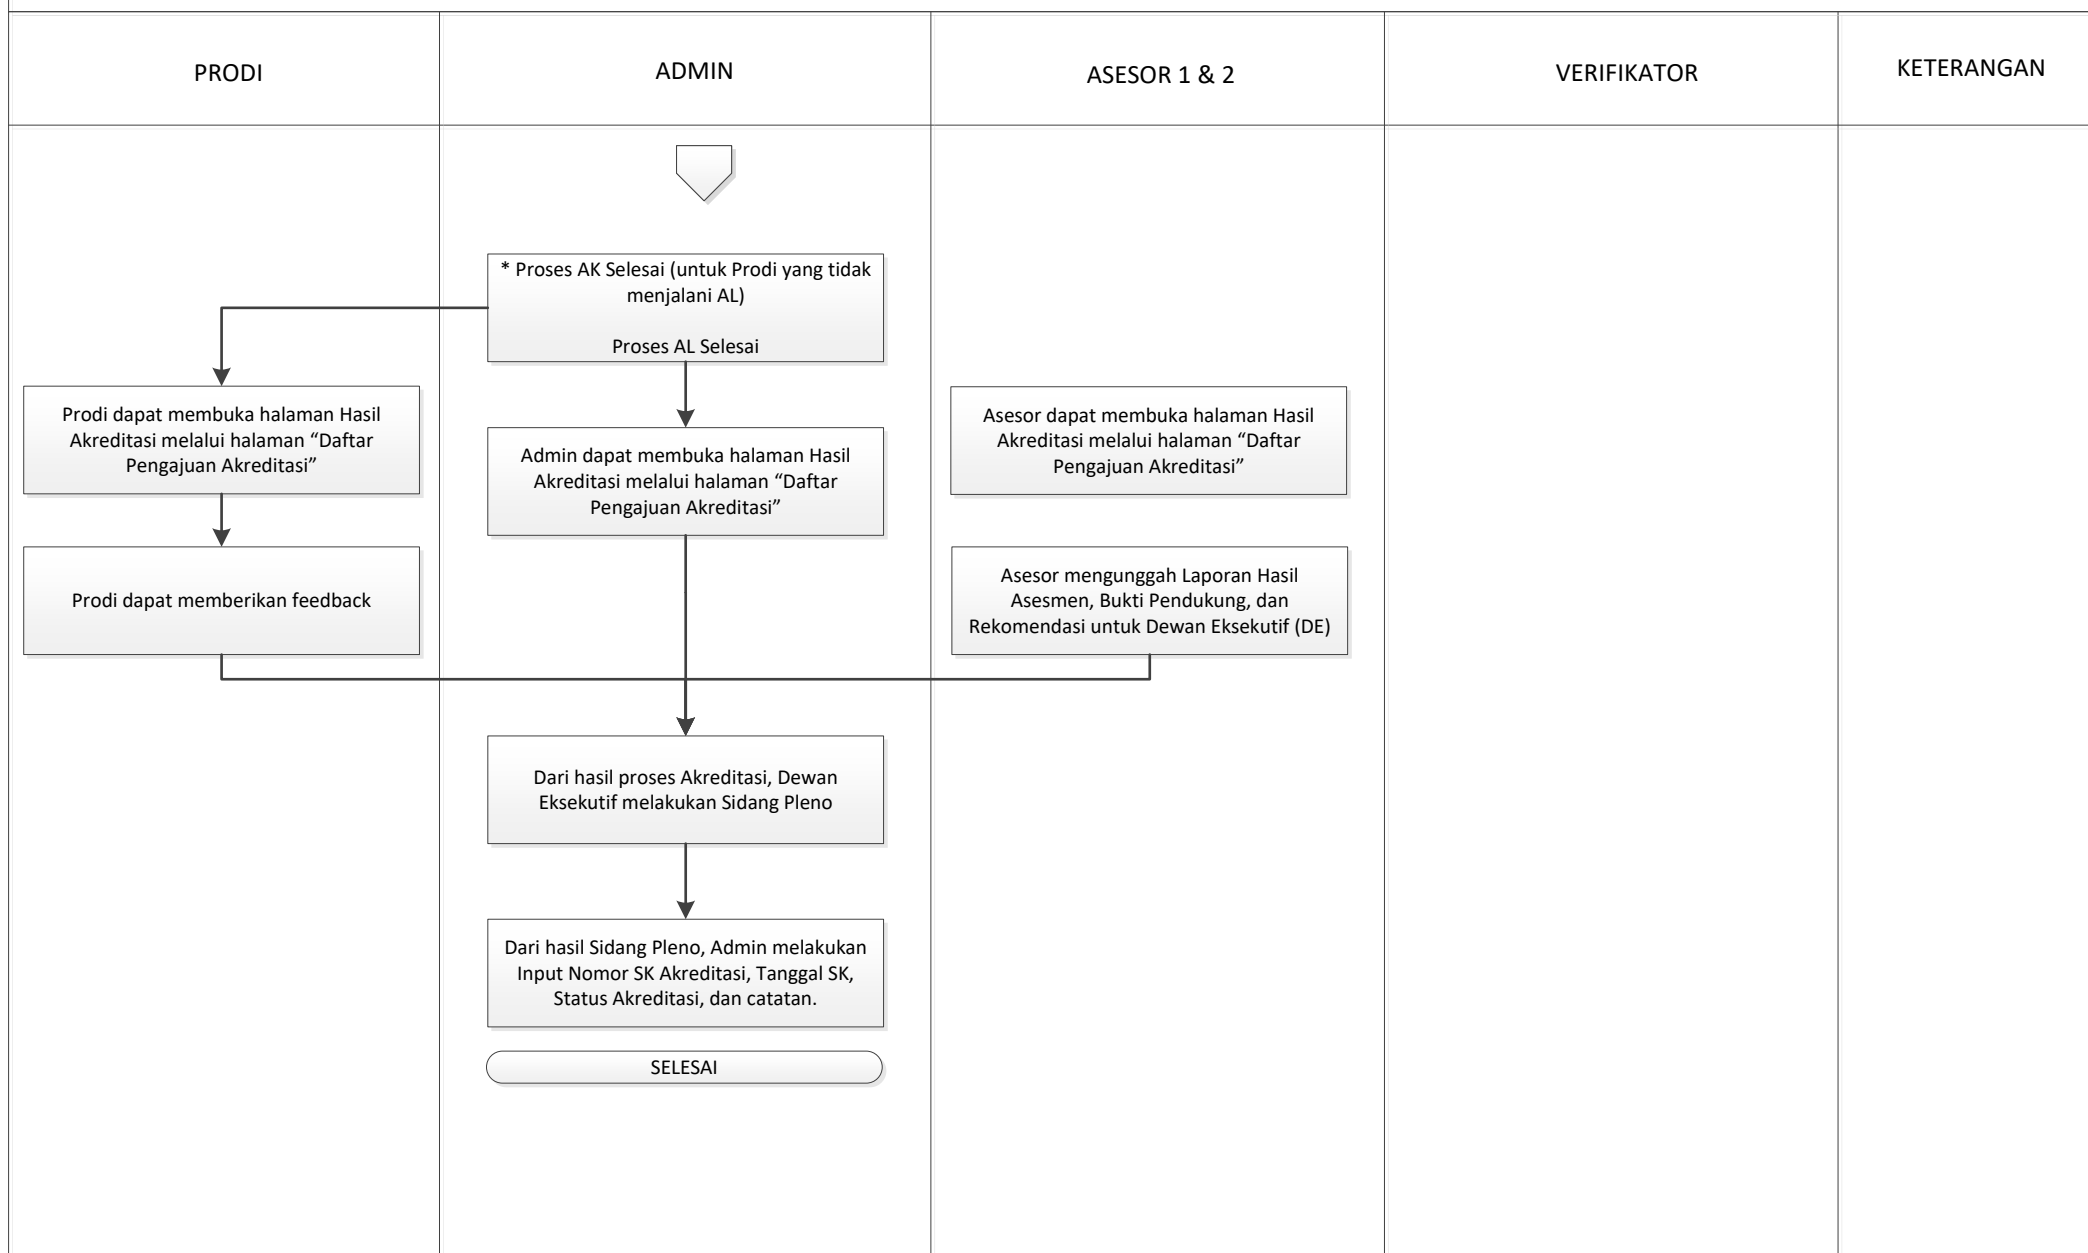 PRODI
ADMIN
ASESOR 1 & 2
VERIFIKATOR
KETERANGAN
* Proses AK Selesai (untuk Prodi yang tidak
menjalani AL)
Proses AL Selesai
Prodi dapat membuka halaman Hasil
Akreditasi melalui halaman “Daftar
Pengajuan Akreditasi”
Admin dapat membuka halaman Hasil
Akreditasi melalui halaman “Daftar
Pengajuan Akreditasi”
Asesor dapat membuka halaman Hasil
Akreditasi melalui halaman “Daftar
Pengajuan Akreditasi”
Prodi dapat memberikan feedback
Asesor mengunggah Laporan Hasil
Asesmen, Bukti Pendukung, dan
Rekomendasi untuk Dewan Eksekutif (DE)
Dari hasil proses Akreditasi, Dewan
Eksekutif melakukan Sidang Pleno
Dari hasil Sidang Pleno, Admin melakukan
Input Nomor SK Akreditasi, Tanggal SK,
Status Akreditasi, dan catatan.
SELESAI